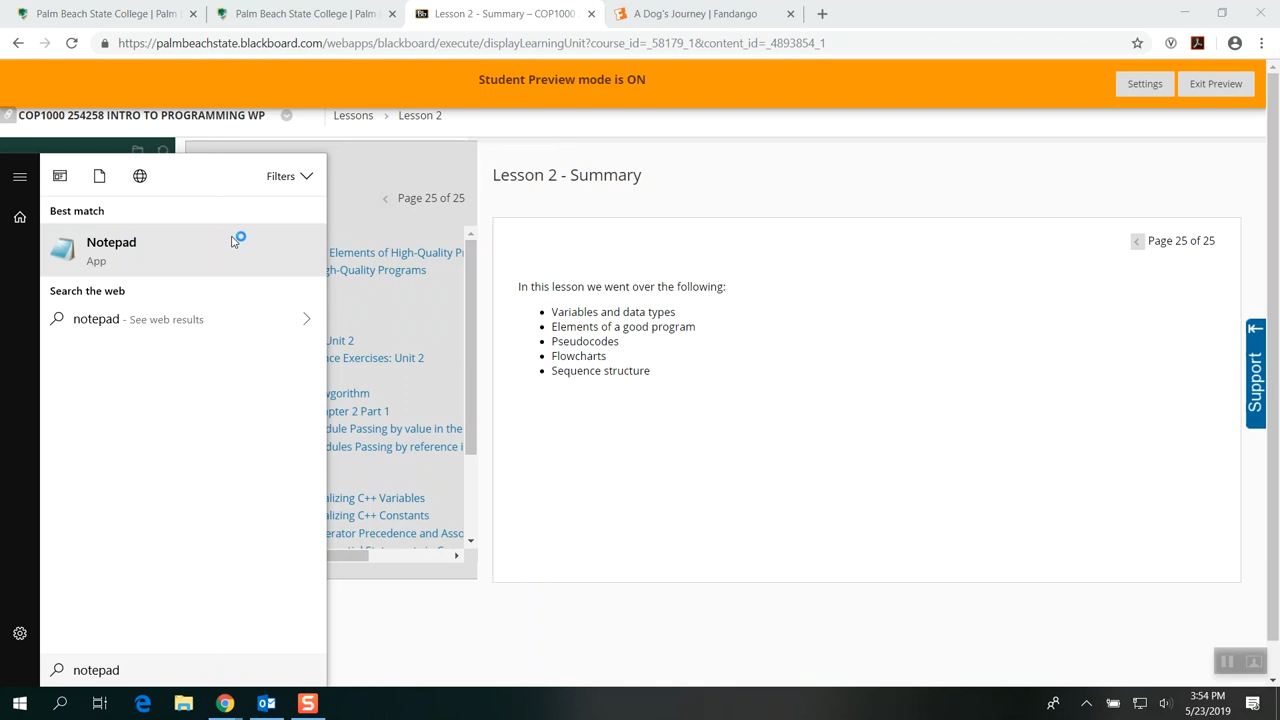 Palm Beach State College | Palm
Palm Beach State College | Palm
Bb Lesson 2 - Summary – COP1000
A Dog's Journey | Fandango
https://palmbeachstate.blackboard.com/webapps/blackboard/execute/displayLearningUnit?course_id=_58179_1&content_id=_4893854_1
Student Preview mode is ON
Settings
Exit Preview
COP1000 254258 INTRO TO PROGRAMMING WP
Lessons
Lesson 2
Filters
Best match
Notepad
App
Search the web
notepad - See web results
notepad
Page 25 of 25
Elements of High-Quality P
gh-Quality Programs
Unit 2
ce Exercises: Unit 2
wgorithm
pter 2 Part 1
dule Passing by value in the
dules Passing by reference i
alizing C++ Variables
alizing C++ Constants
erator Precedence and Asso
Lesson 2 - Summary
Page 25 of 25
In this lesson we went over the following:
Variables and data types
Elements of a good program
Pseudocodes
Flowcharts
Sequence structure
Support
S
3:54 PM
5/23/2019